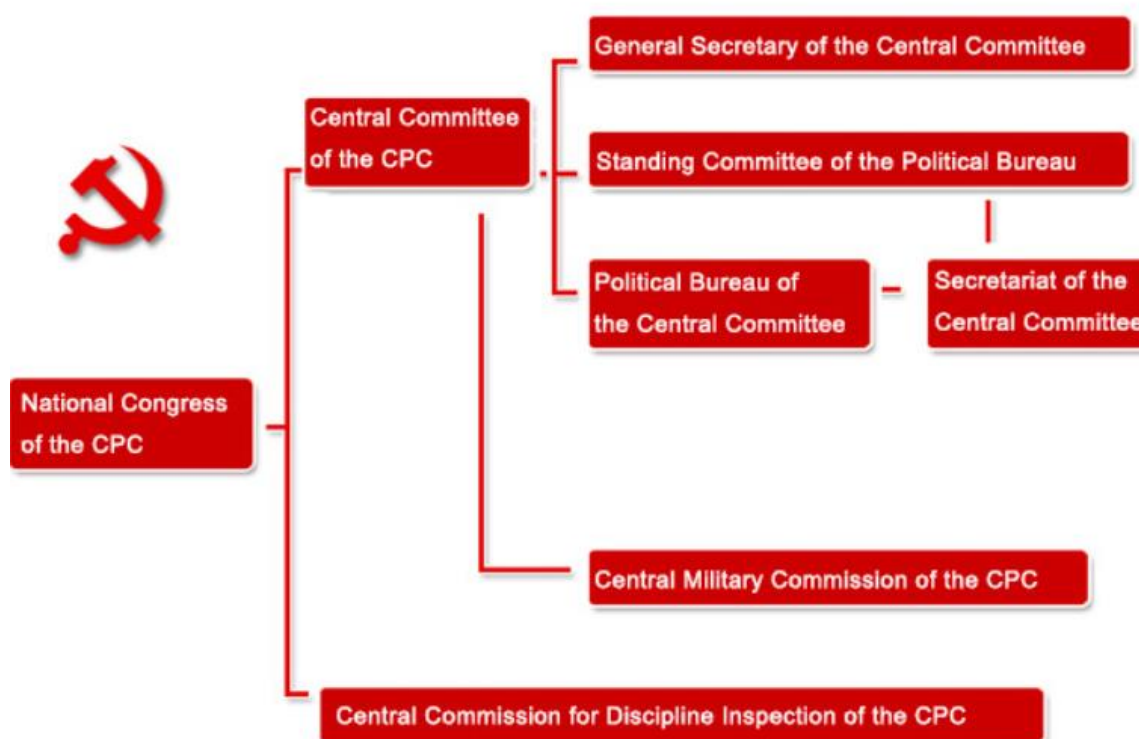 General Secretary of the Central Committee
Central Committee
of the CPC
Standing Committee of the Political Bureau
Political Bureau of
the Central Committee
Secretariat of the
Central Committee
National Congress
of the CPC
Central Military Commission of the CPC
Central Commission for Discipline Inspection of the CPC